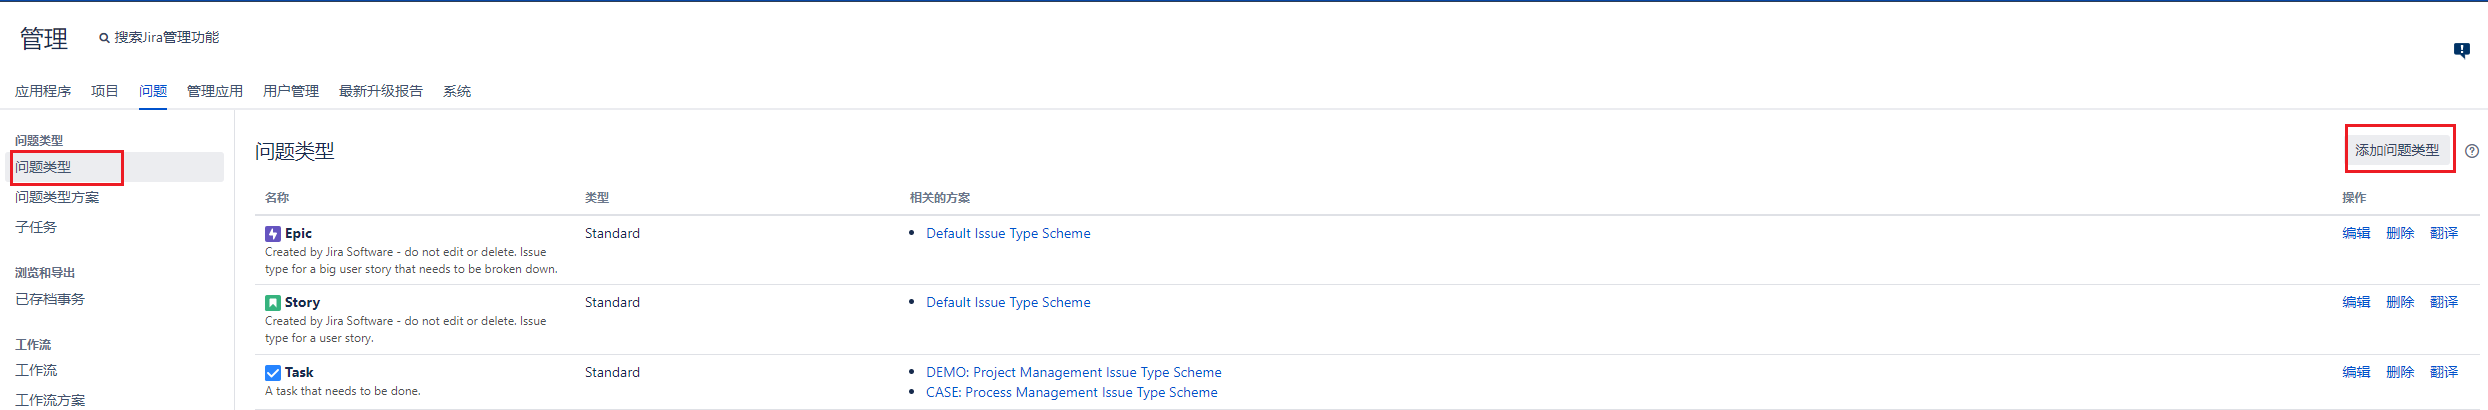 管理
搜索Jira管理功能
应用程序 项目 问题 管理应用 用户管理 最新升级报告 系统
问题类型
问题类型
问题类型方案
子任务
浏览和导出
已存档事务
工作流
工作流
工作流方案
问题类型
添加问题类型
名称 类型 相关的方案 操作
Epic Standard Default Issue Type Scheme 编辑 删除 翻译
Created by Jira Software - do not edit or delete. Issue
type for a big user story that needs to be broken down.
Story Standard Default Issue Type Scheme 编辑 删除 翻译
Created by Jira Software - do not edit or delete. Issue
type for a user story.
Task Standard DEMO: Project Management Issue Type Scheme 编辑 删除 翻译
A task that needs to be done. CASE: Process Management Issue Type Scheme